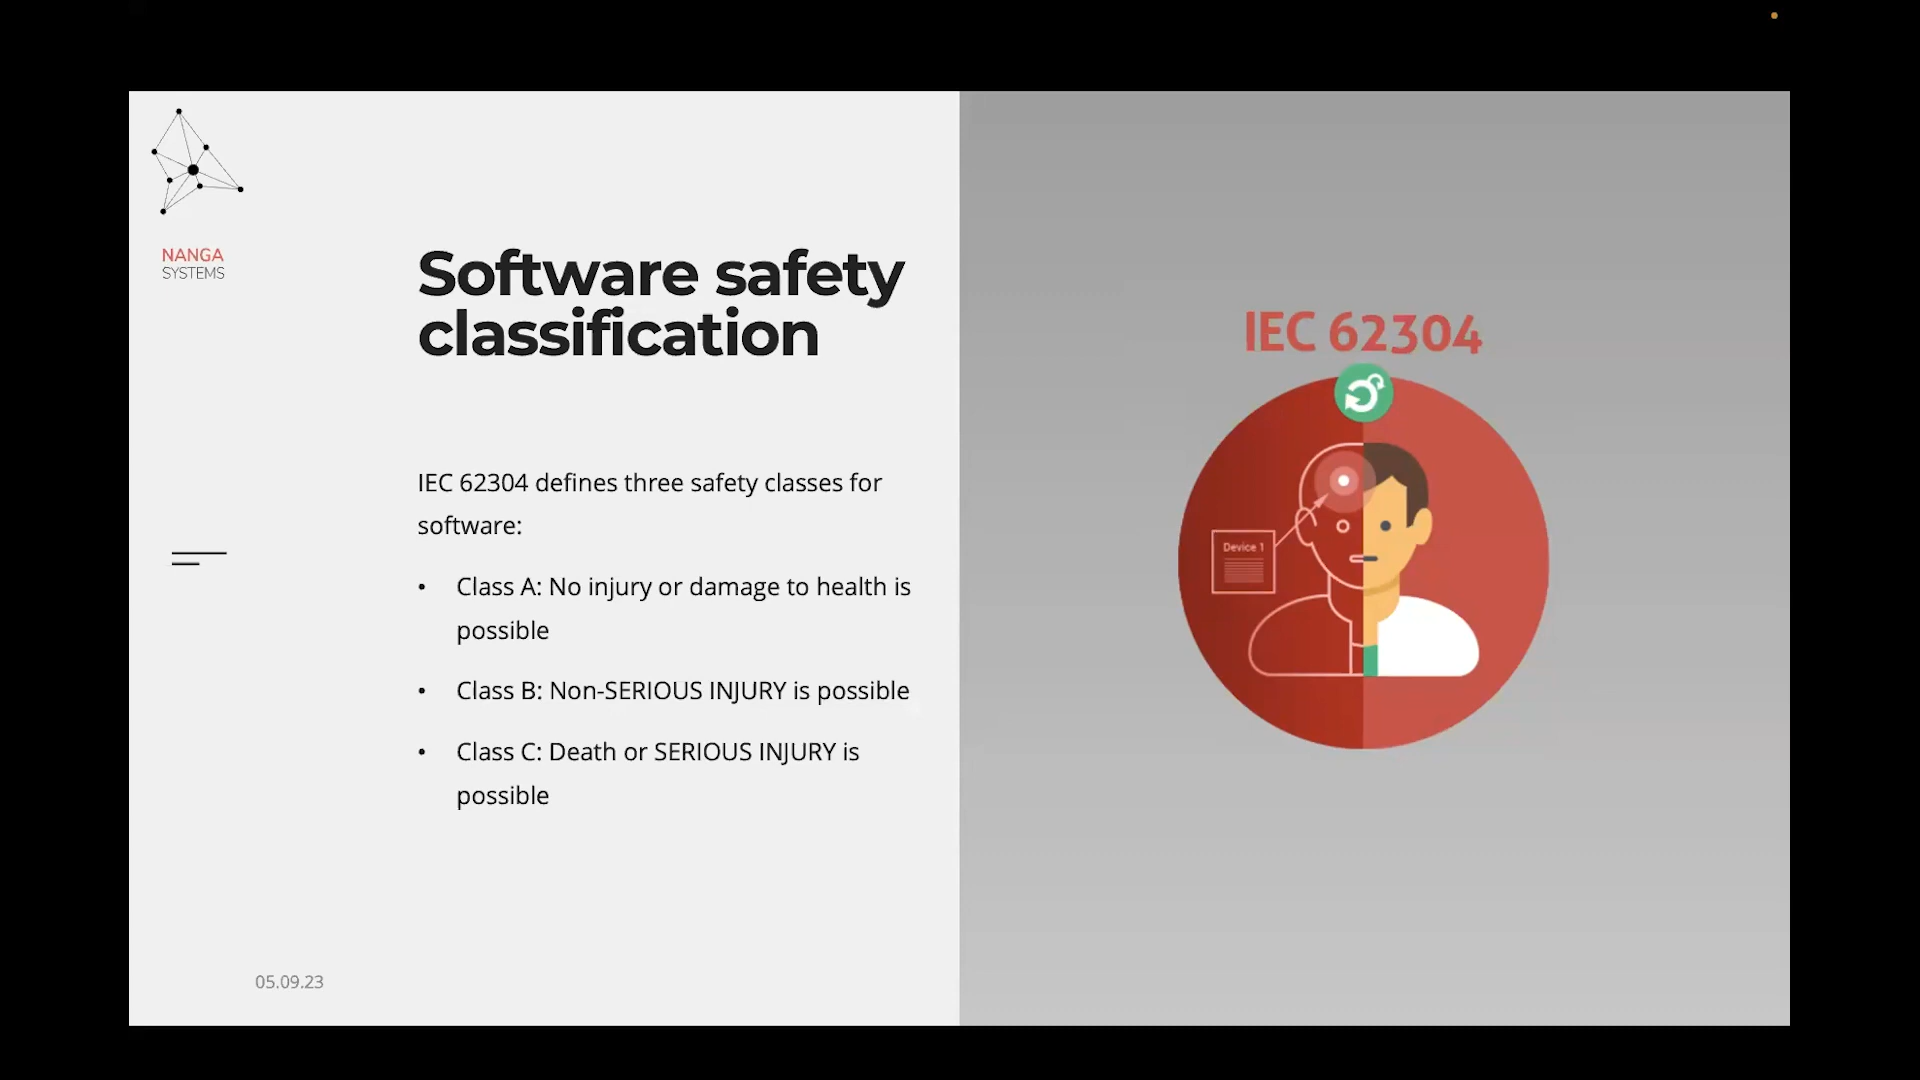 NANGA
SYSTEMS
Software safety
classification
IEC 62304 defines three safety classes for
software:
• Class A: No injury or damage to health is
possible
• Class B: Non-SERIOUS INJURY is possible
• Class C: Death or SERIOUS INJURY is
possible
05.09.23
IEC 62304
Device 1